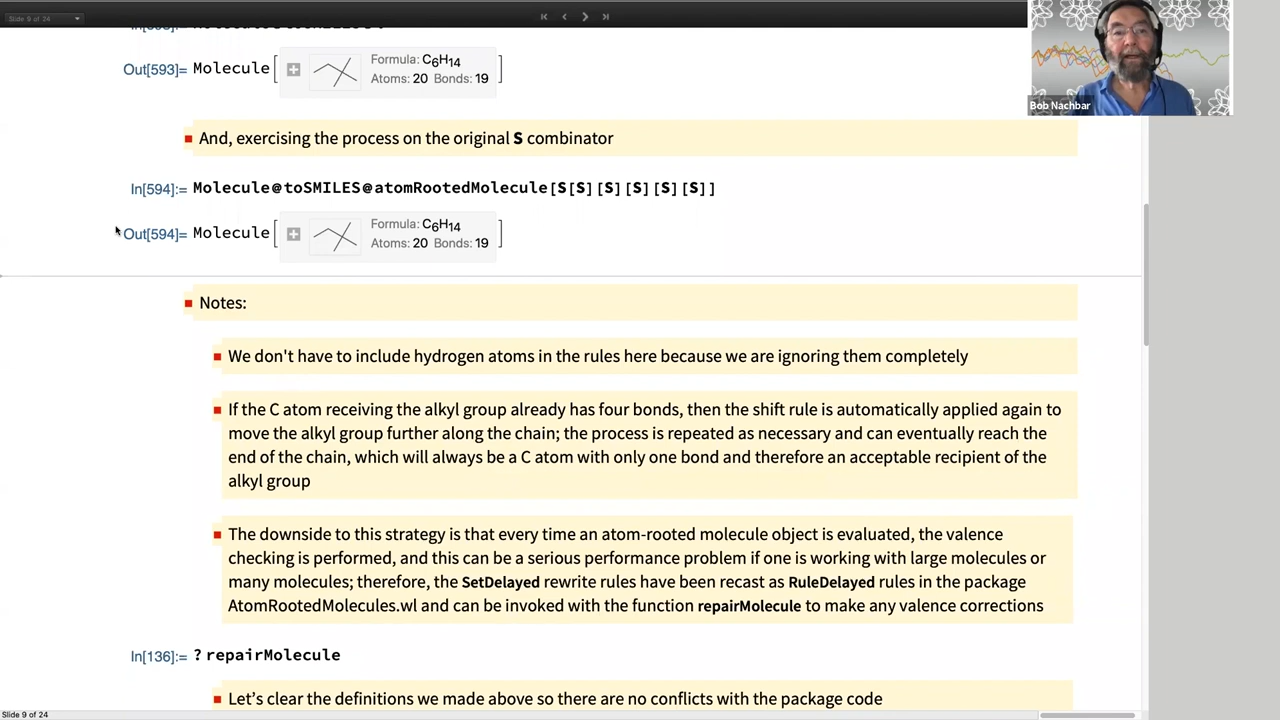 Slide 9 of 24
Bob Nachbar
Out[593]= Molecule[ Formula: C6H14
Atoms: 20 Bonds: 19 ]
And, exercising the process on the original S combinator
In[594]:= Molecule@toSMILES@atomRootedMolecule[S[S][S][S][S][S]]
Out[594]= Molecule[ Formula: C6H14
Atoms: 20 Bonds: 19 ]
Notes:
We don't have to include hydrogen atoms in the rules here because we are ignoring them completely
If the C atom receiving the alkyl group already has four bonds, then the shift rule is automatically applied again to
move the alkyl group further along the chain; the process is repeated as necessary and can eventually reach the
end of the chain, which will always be a C atom with only one bond and therefore an acceptable recipient of the
alkyl group
The downside to this strategy is that every time an atom-rooted molecule object is evaluated, the valence
checking is performed, and this can be a serious performance problem if one is working with large molecules or
many molecules; therefore, the SetDelayed rewrite rules have been recast as RuleDelayed rules in the package
AtomRootedMolecules.wl and can be invoked with the function repairMolecule to make any valence corrections
In[136]:= ? repairMolecule
Let's clear the definitions we made above so there are no conflicts with the package code
Slide 9 of 24